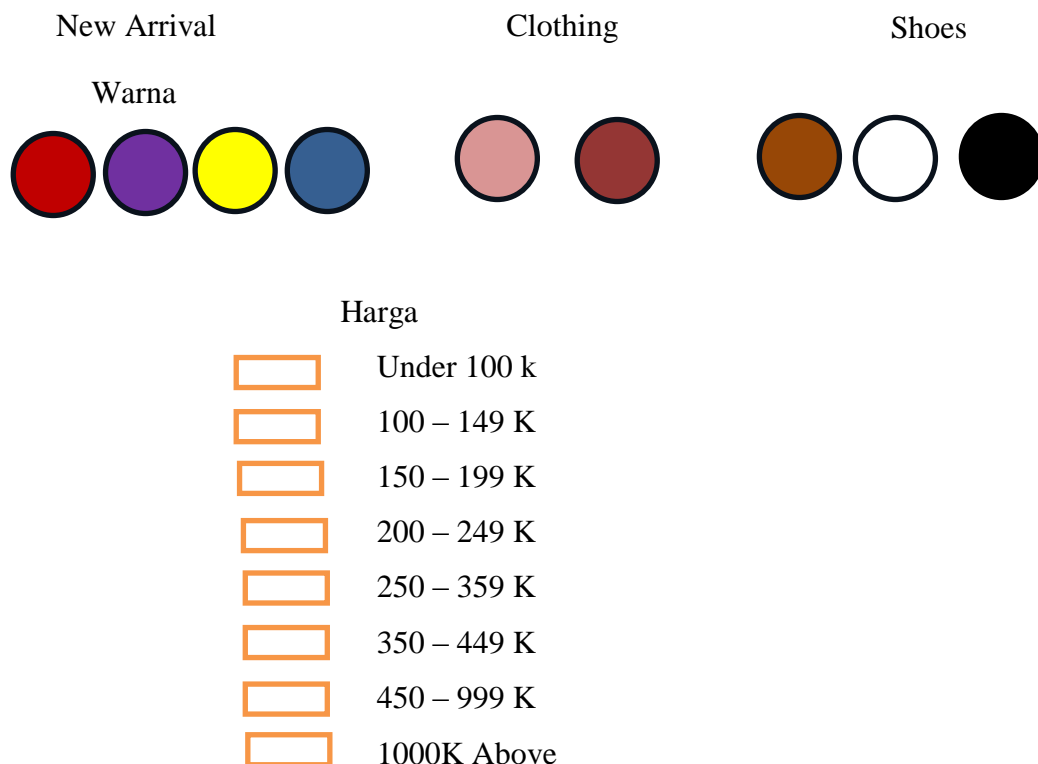 New Arrival Clothing Shoes
Warna
Harga
Under 100 k
100 – 149 K
150 – 199 K
200 – 249 K
250 – 359 K
350 – 449 K
450 – 999 K
1000K Above